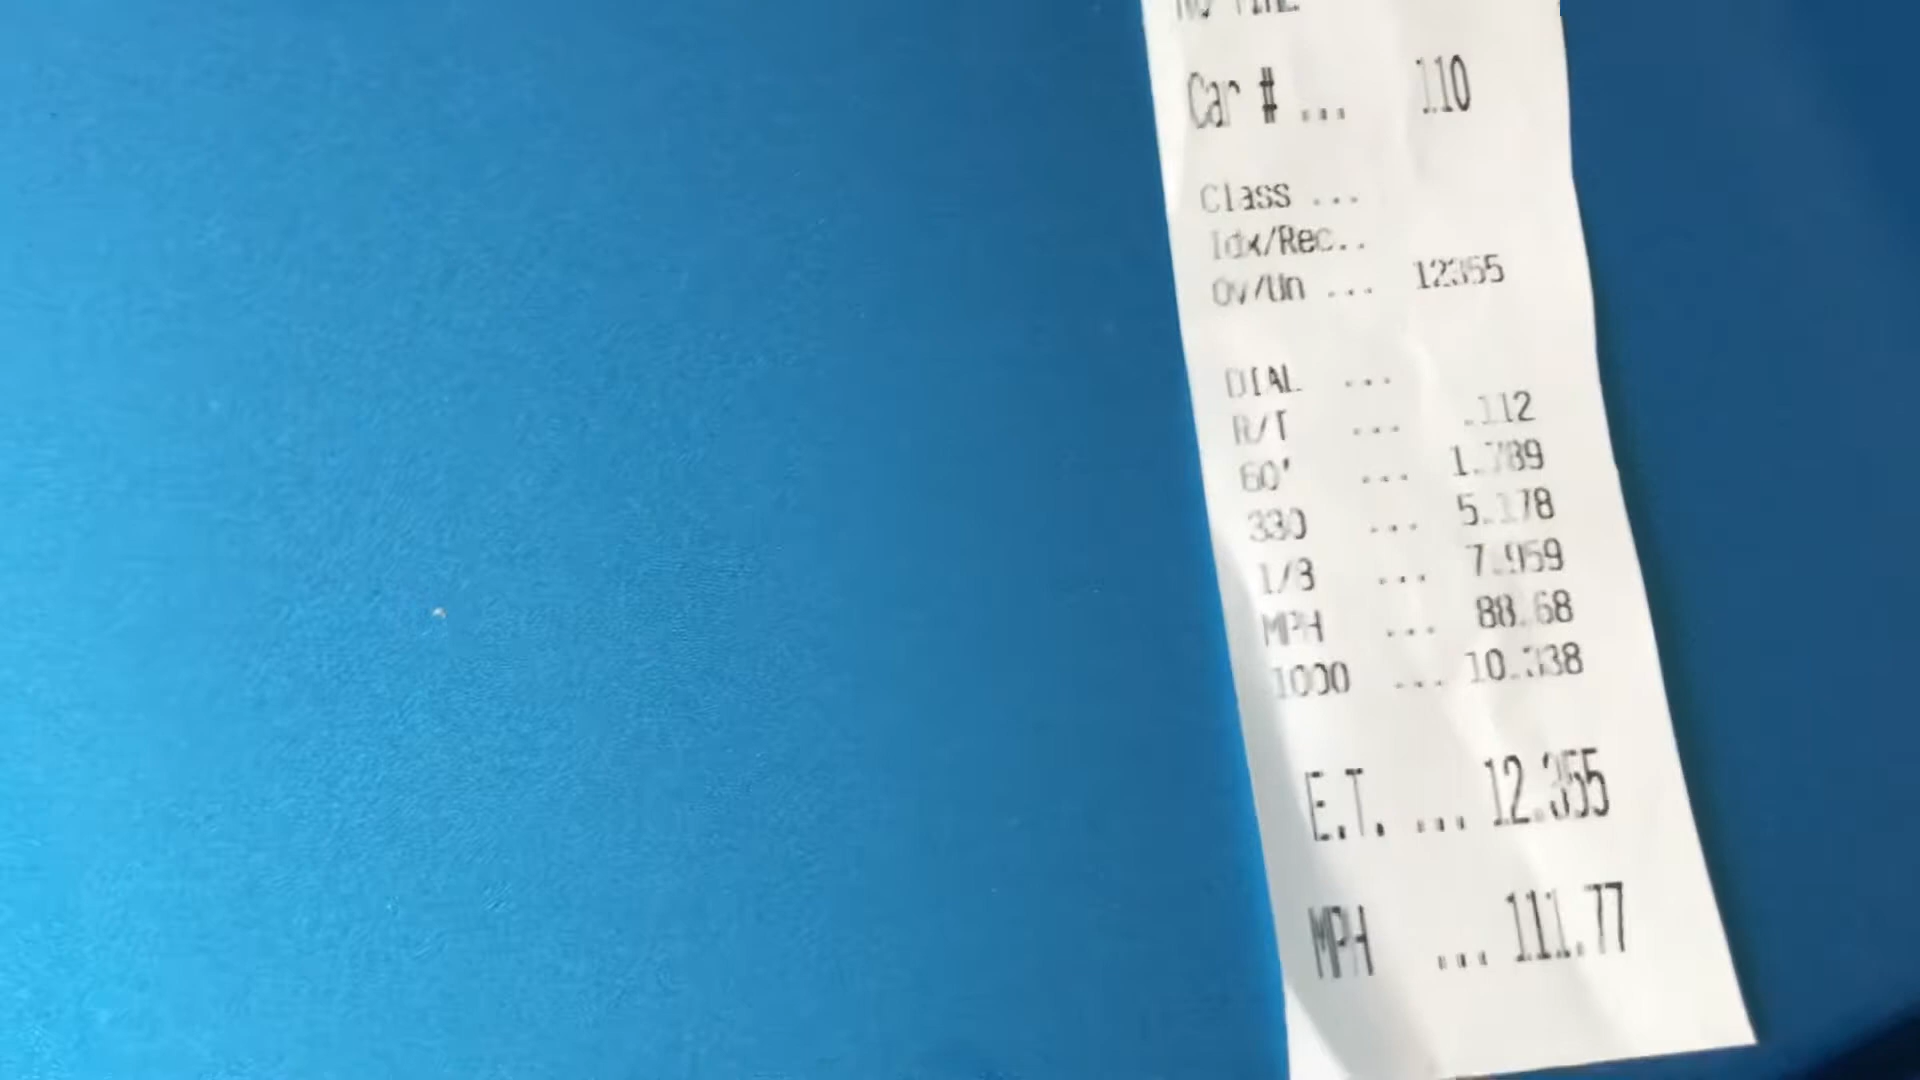 Car # ... 110
Class ...
Idx/Rec..
Ov/Un ... 12355
DIAL ...
R/T ... .112
60' ... 1.789
330 ... 5.178
1/8 ... 7.959
MPH ... 88.68
1000 ... 10.338
E.T. ... 12.355
MPH ... 111.77